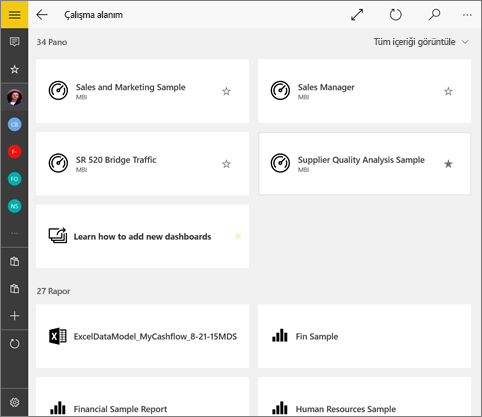 Çalışma alanım
34 Pano
Tüm içeriği görüntüle
Sales and Marketing Sample
MBI
Sales Manager
MBI
CB
F-
FO
NS
SR 520 Bridge Traffic
MBI
Supplier Quality Analysis Sample
MBI
Learn how to add new dashboards
27 Rapor
ExcelDataModel_MyCashflow_8-21-15MDS
Fin Sample
Financial Sample Report
Human Resources Sample